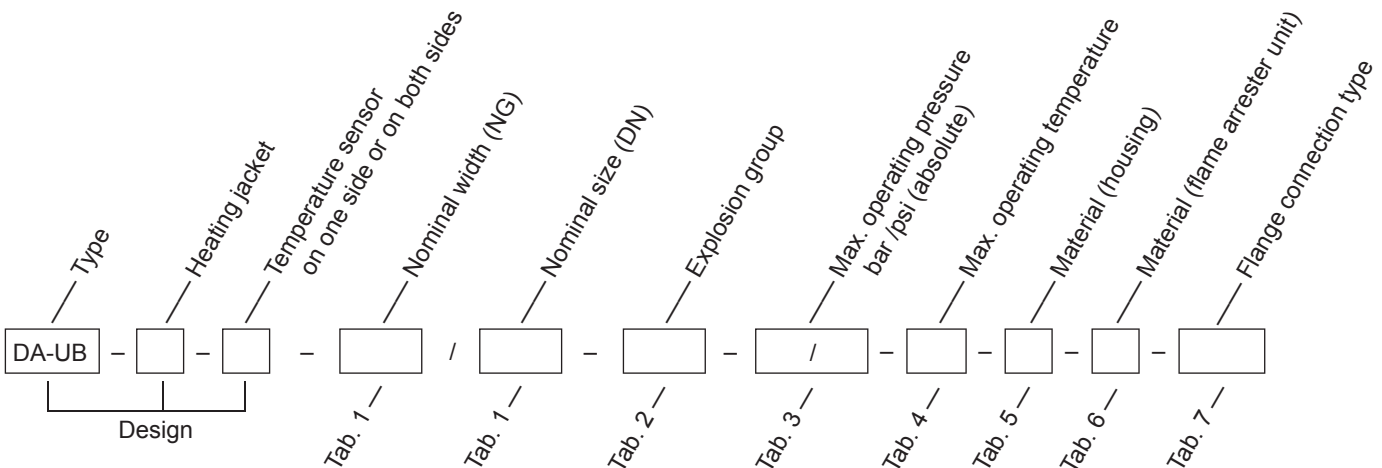 Type
Heating jacket
Temperature sensor
on one side or on both sides
Nominal width (NG)
Nominal size (DN)
Explosion group
Max. operating pressure
bar /psi (absolute)
Max. operating temperature
Material (housing)
Material (flame arrester unit)
Flange connection type
DA-UB – – – / – – / – – – –
Design
Tab. 1
Tab. 1
Tab. 2
Tab. 3
Tab. 4
Tab. 5
Tab. 6
Tab. 7